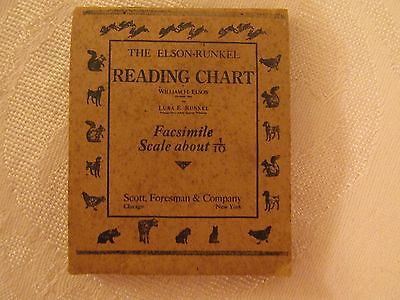 THE ELSON-RUNKEL
READING CHART
WILLIAM H. ELSON
LURA E. RUNKEL
Facsimile
Scale about 1/10
Scott, Foresman & Company
Chicago New York